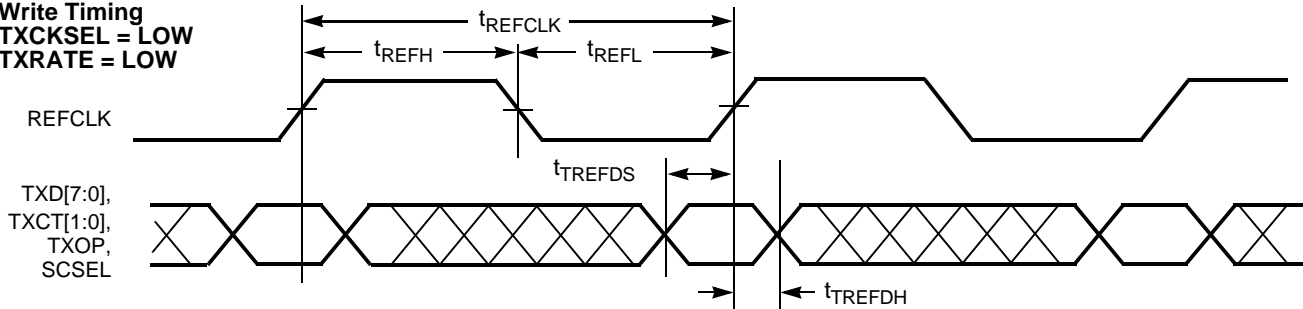 Write Timing
TXCKSEL = LOW
TXRATE = LOW
tREFCLK
tREFH
tREFL
REFCLK
tTREFDS
TXD[7:0],
TXCT[1:0],
TXOP,
SCSEL
tTREFDH